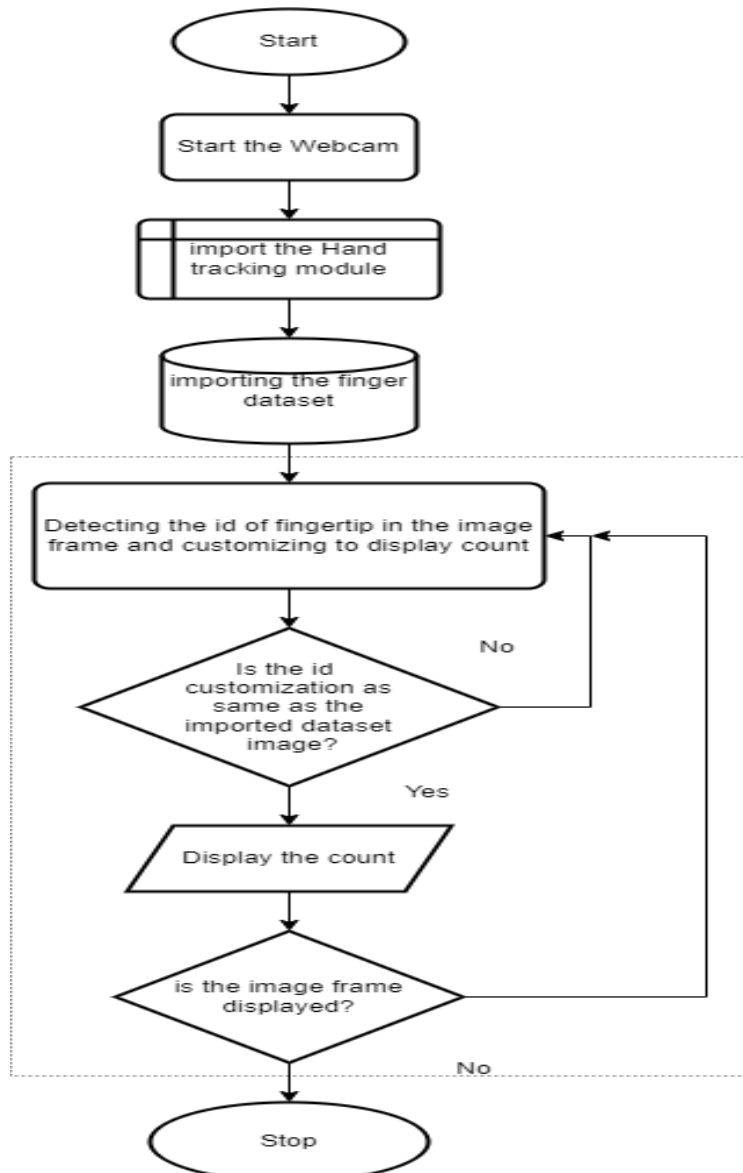 Start
Start the Webcam
import the Hand
tracking module
importing the finger
dataset
Detecting the id of fingertip in the image
frame and customizing to display count
No
Is the id
customization as
same as the
imported dataset
image?
Yes
Display the count
is the image frame
displayed?
No
Stop